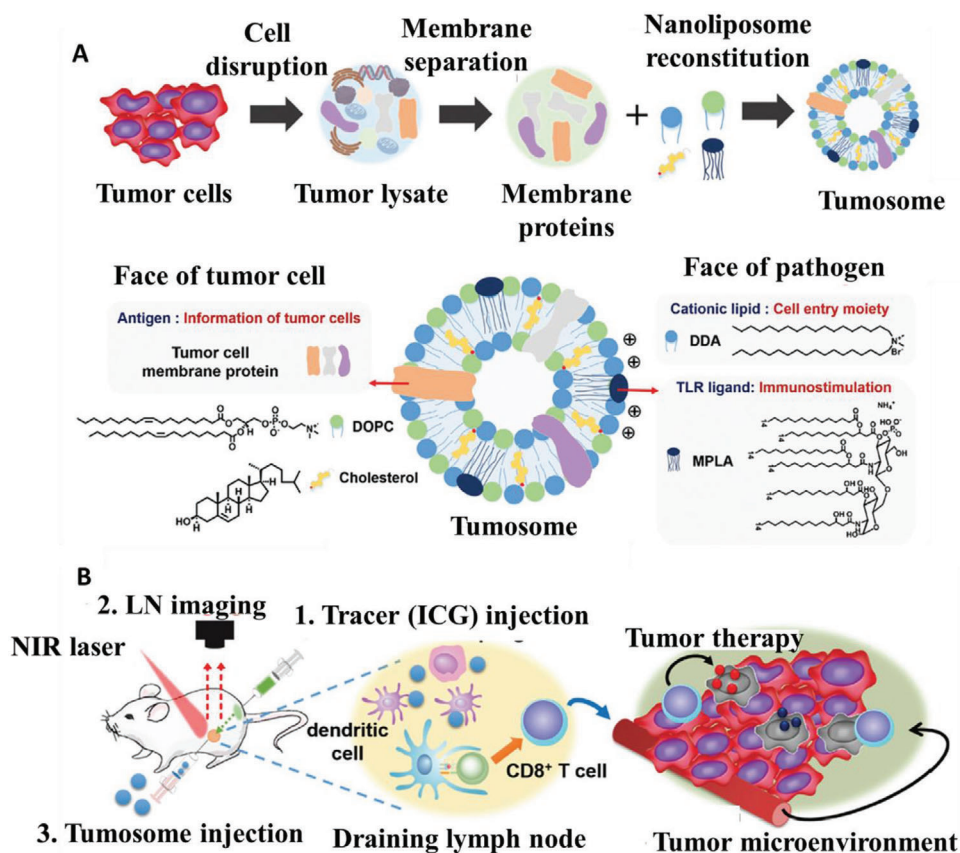 A
Cell
disruption
Membrane
separation
Nanoliposome
reconstitution
+
Tumor cells
Tumor lysate
Membrane
proteins
Tumosome
Face of tumor cell
Antigen : Information of tumor cells
Tumor cell
membrane protein
DOPC
Cholesterol
Tumosome
Face of pathogen
Cationic lipid : Cell entry moiety
DDA
TLR ligand: Immunostimulation
MPLA
B
2. LN imaging
1. Tracer (ICG) injection
NIR laser
dendritic
cell
CD8⁺ T cell
3. Tumosome injection
Draining lymph node
Tumor therapy
Tumor microenvironment